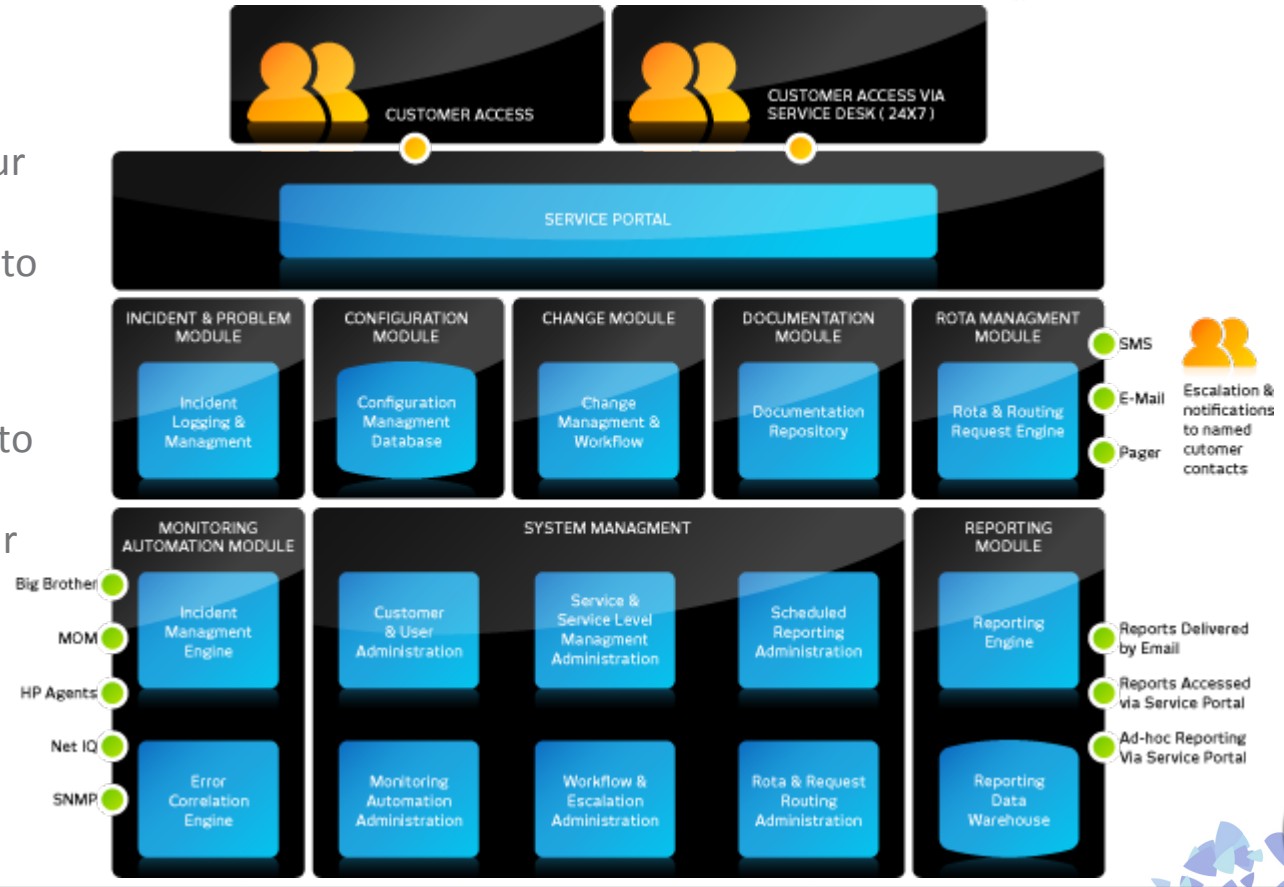 CUSTOMER ACCESS
CUSTOMER ACCESS VIA
SERVICE DESK ( 24X7 )
ur
to
to
r
SERVICE PORTAL
INCIDENT & PROBLEM
MODULE
Incident
Logging &
Managment
CONFIGURATION
MODULE
Configuration
Managment
Database
CHANGE MODULE
Change
Managment &
Workflow
DOCUMENTATION
MODULE
Documentation
Repository
ROTA MANAGMENT
MODULE
Rota & Routing
Request Engine
SMS
E-Mail
Pager
Escalation &
notifications
to named
cutomer
contacts
MONITORING
AUTOMATION MODULE
Big Brother
MOM
HP Agents
Net IQ
SNMP
Incident
Managment
Engine
Error
Correlation
Engine
SYSTEM MANAGMENT
Customer
& User
Administration
Service &
Service Level
Managment
Administration
Scheduled
Reporting
Administration
Monitoring
Automation
Administration
Workflow &
Escalation
Administration
Rota & Request
Routing
Administration
REPORTING
MODULE
Reporting
Engine
Reporting
Data
Warehouse
Reports Delivered
by Email
Reports Accessed
via Service Portal
Ad-hoc Reporting
Via Service Portal